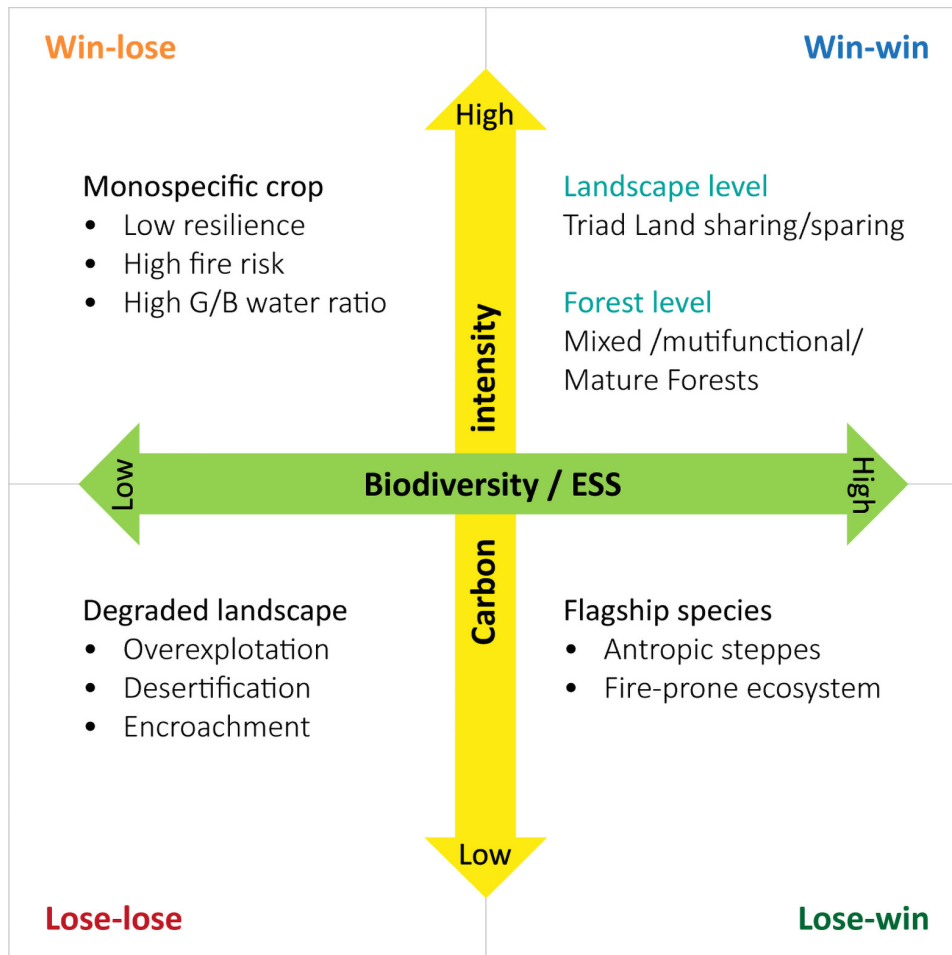 Win-lose
Win-win
High
Monospecific crop
• Low resilience
• High fire risk
• High G/B water ratio
Landscape level
Triad Land sharing/sparing
Forest level
Mixed /mutifunctional/
Mature Forests
Carbon intensity
Low
Biodiversity / ESS
High
Degraded landscape
• Overexplotation
• Desertification
• Encroachment
Flagship species
• Antropic steppes
• Fire-prone ecosystem
Low
Lose-lose
Lose-win